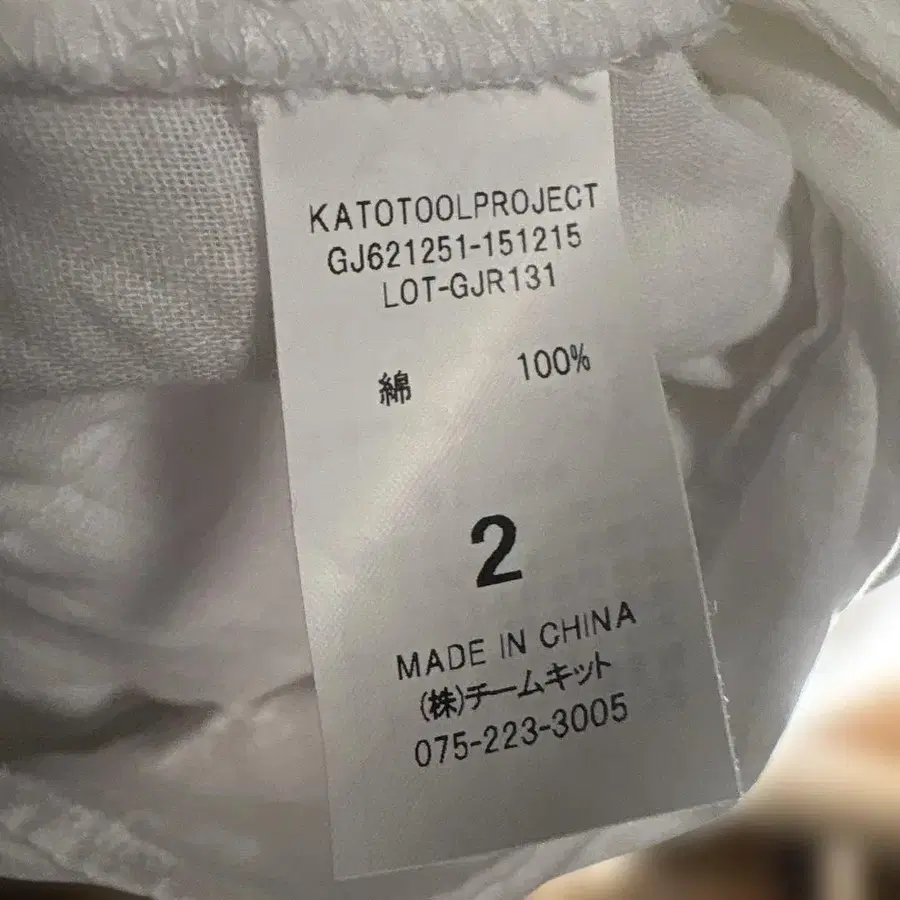 KATOTOOLPROJECT
GJ621251-151215
LOT-GJR131
綿 100%
2
MADE IN CHINA
(株)チームキット
075-223-3005